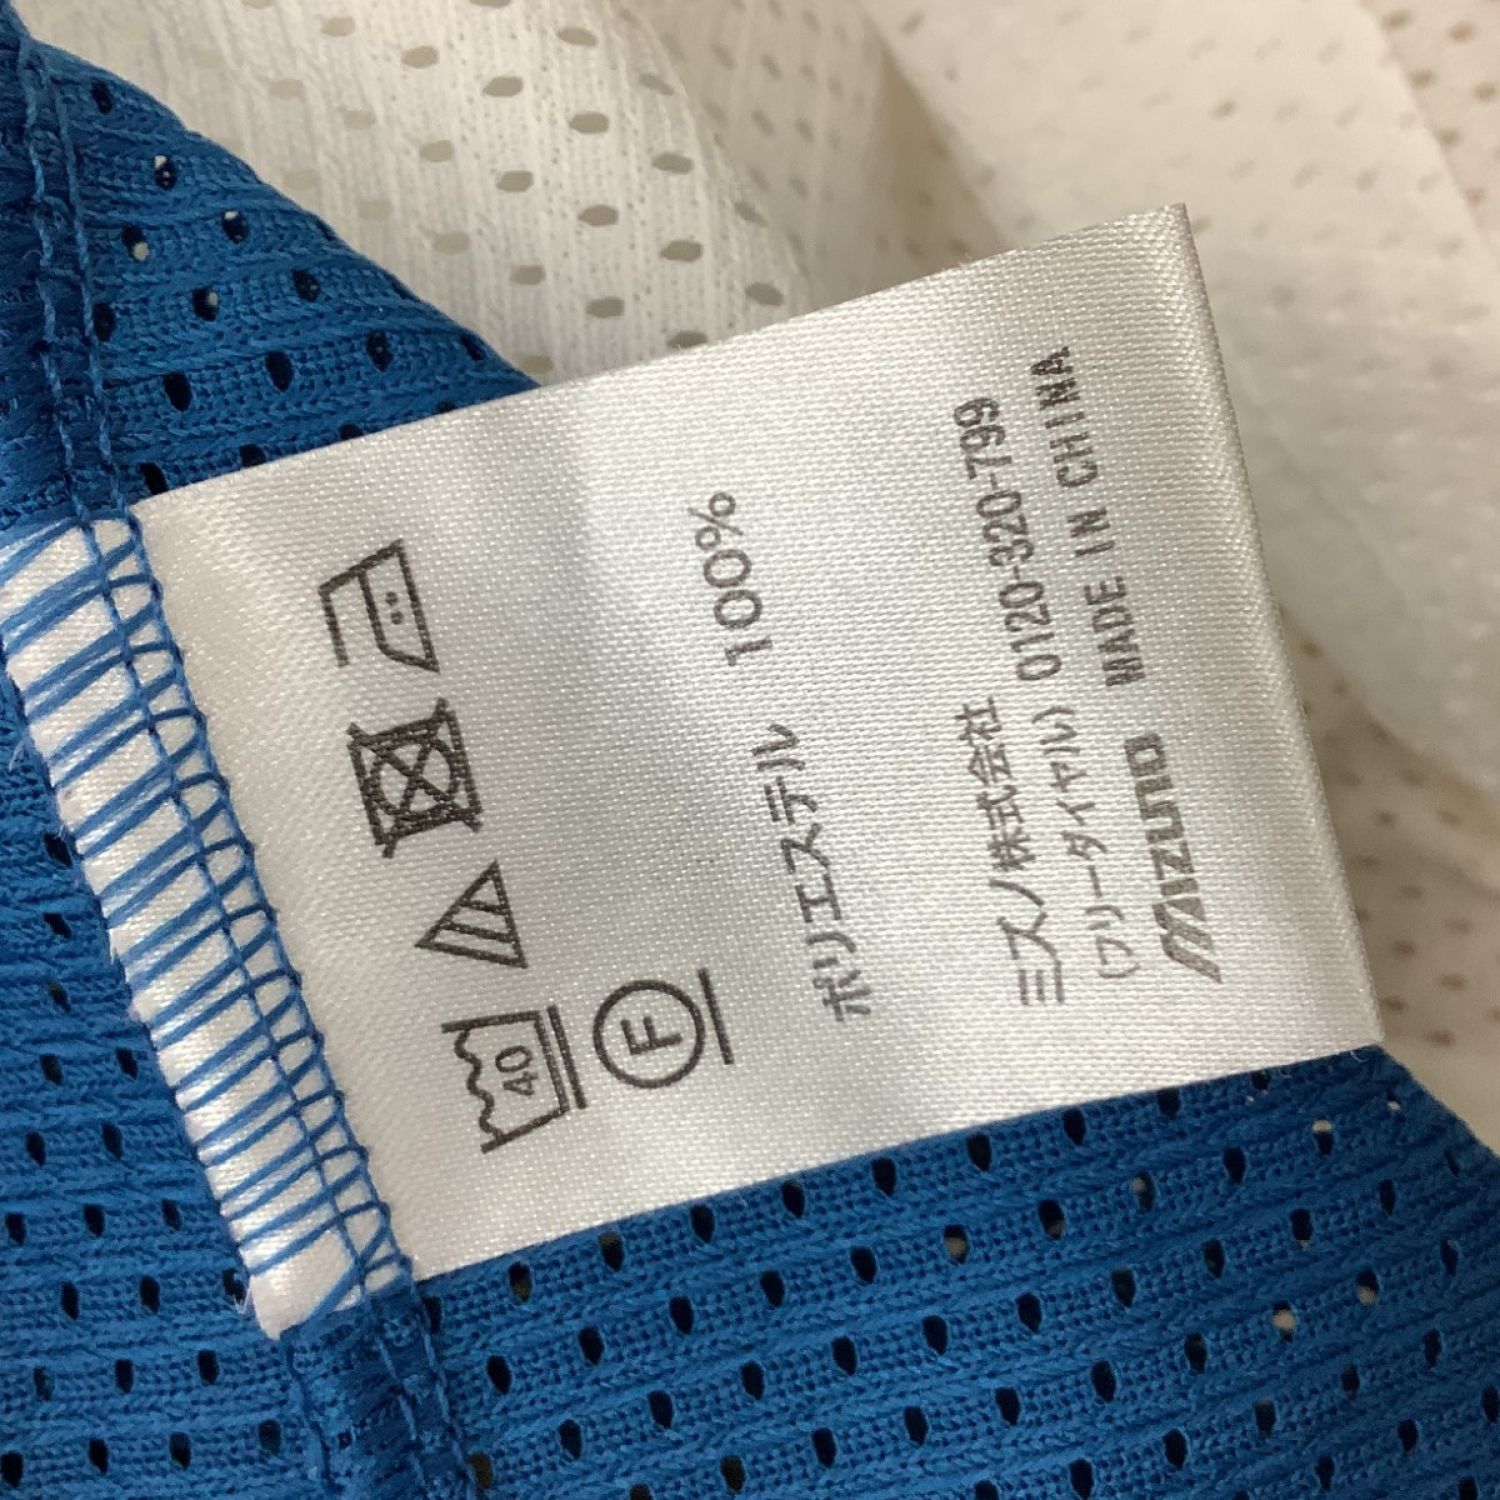 40
F
ポリエステル 100%
ミズノ株式会社
(フリーダイヤル) 0120-320-799
MIZUNO MADE IN CHINA